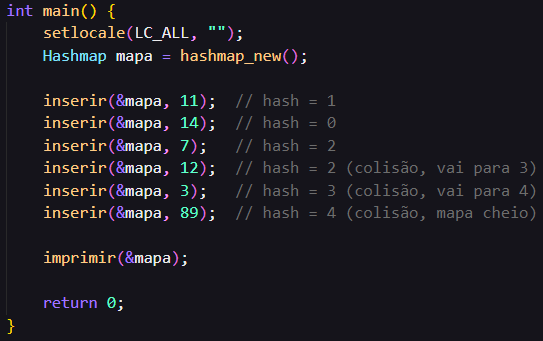 int main() {
    setlocale(LC_ALL, "");
    Hashmap mapa = hashmap_new();

    inserir(&mapa, 11);  // hash = 1
    inserir(&mapa, 14);  // hash = 0
    inserir(&mapa, 7);   // hash = 2
    inserir(&mapa, 12);  // hash = 2 (colisão, vai para 3)
    inserir(&mapa, 3);   // hash = 3 (colisão, vai para 4)
    inserir(&mapa, 89);  // hash = 4 (colisão, mapa cheio)

    imprimir(&mapa);

    return 0;
}